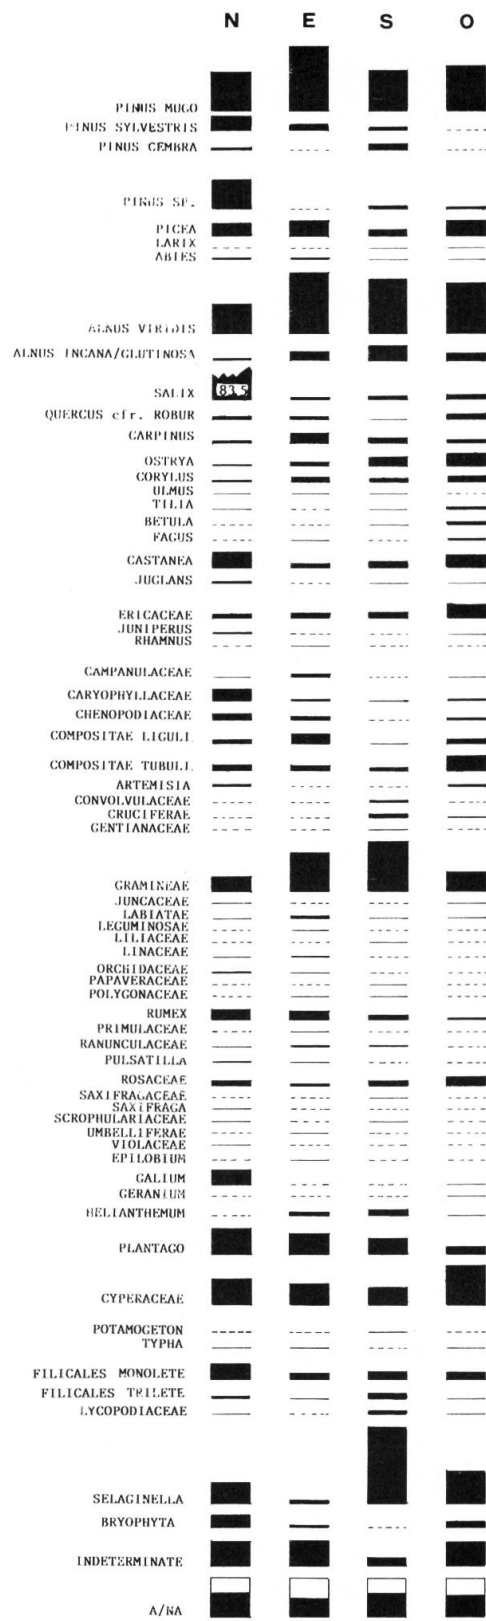 N E S O
PINUS MUGO
PINUS SYLVESTRIS
PINUS CEMBRA
PINUS SP.
PICEA
LARIX
ABIES
ALNUS VIRIDIS
ALNUS INCANA/GLUTINOSA
83.5
SALIX
QUERCUS cfr. ROBUR
CARPINUS
OSTRYA
CORYLUS
ULMUS
TILIA
BETULA
FAGUS
CASTANEA
JUGLANS
ERICACEAE
JUNIPERUS
RHAMNUS
CAMPANULACEAE
CARYOPHYLLACEAE
CHENOPODIACEAE
COMPOSITAE LIGULI.
COMPOSITAE TUBULI.
ARTEMISIA
CONVOLVULACEAE
CRUCIFERAE
GENTIANACEAE
GRAMINEAE
JUNCACEAE
LABIATAE
LEGUMINOSAE
LILIACEAE
LINACEAE
ORCHIDACEAE
PAPAVERACEAE
POLYGONACEAE
RUMEX
PRIMULACEAE
RANUNCULACEAE
PULSATILLA
ROSACEAE
SAXIFRAGACEAE
SAXIFRAGA
SCROPHULARIACEAE
UMBELLIFERAE
VIOLACEAE
EPILOBIUM
GALIUM
GERANIUM
HELIANTHEMUM
PLANTAGO
CYPERACEAE
POTAMOGETON
TYPHA
FILICALES MONOLETE
FILICALES TRILETE
LYCOPODIACEAE
SELAGINELLA
BRYOPHYTA
INDETERMINATE
A/NA